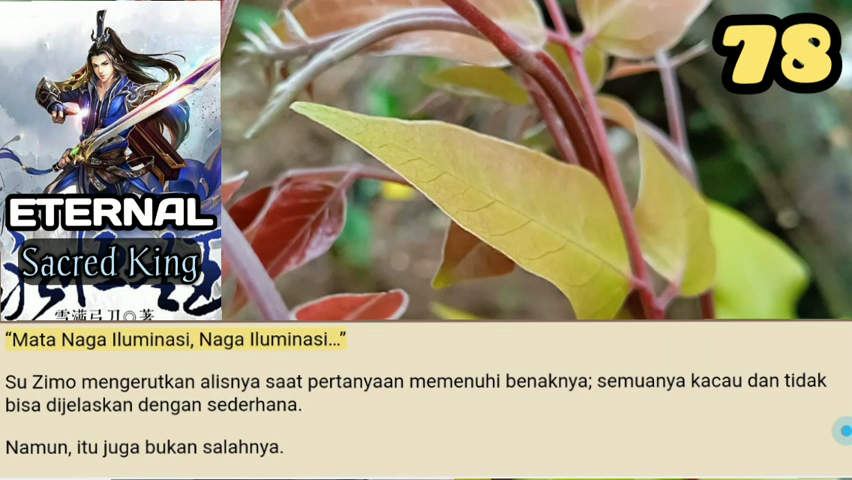 78
ETERNAL
Sacred King
“Mata Naga Iluminasi, Naga Iluminasi...”
Su Zimo mengerutkan alisnya saat pertanyaan memenuhi benaknya; semuanya kacau dan tidak
bisa dijelaskan dengan sederhana.
Namun, itu juga bukan salahnya.